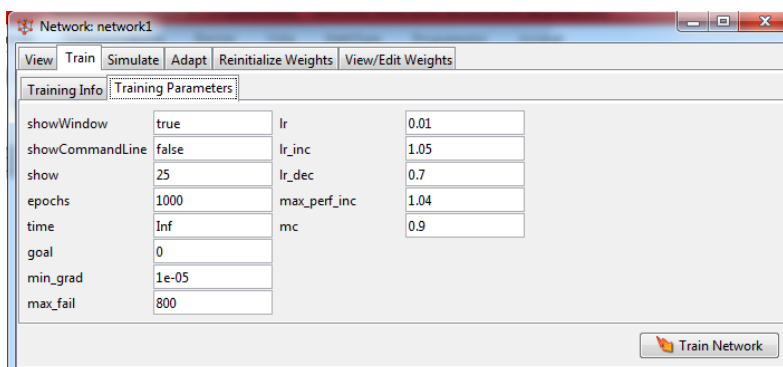 Network: network1
View Train Simulate Adapt Reinitialize Weights View/Edit Weights
Training Info Training Parameters
showWindow true lr 0.01
showCommandLine false lr_inc 1.05
show 25 lr_dec 0.7
epochs 1000 max_perf_inc 1.04
time Inf mc 0.9
goal 0
min_grad 1e-05
max_fail 800
Train Network